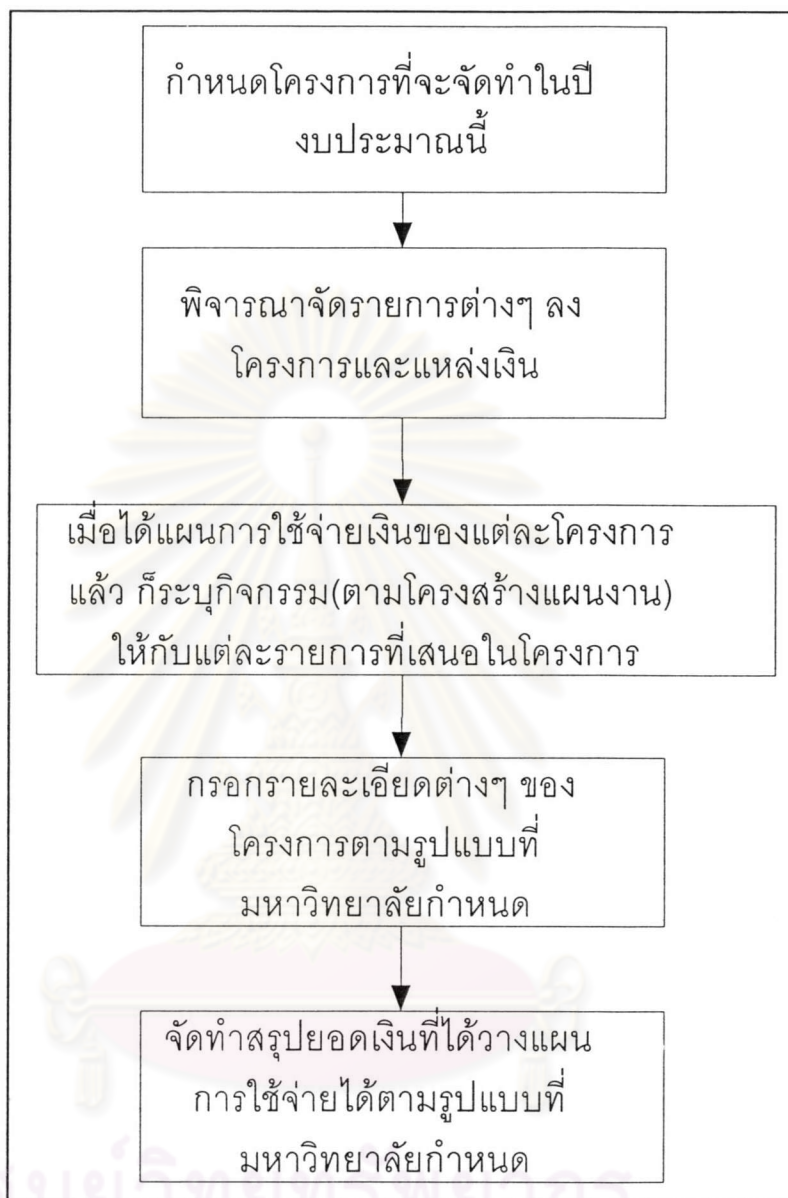 กำหนดโครงการที่จะจัดทำในปี
งบประมาณนี้
พิจารณาจัดรายการต่างๆ ลง
โครงการและแหล่งเงิน
เมื่อได้แผนการใช้จ่ายเงินของแต่ละโครงการ
แล้ว ก็ระบุกิจกรรม(ตามโครงสร้างแผนงาน)
ให้กับแต่ละรายการที่เสนอในโครงการ
กรอกรายละเอียดต่างๆ ของ
โครงการตามรูปแบบที่
มหาวิทยาลัยกำหนด
จัดทำสรุปยอดเงินที่ได้วางแผน
การใช้จ่ายได้ตามรูปแบบที่
มหาวิทยาลัยกำหนด